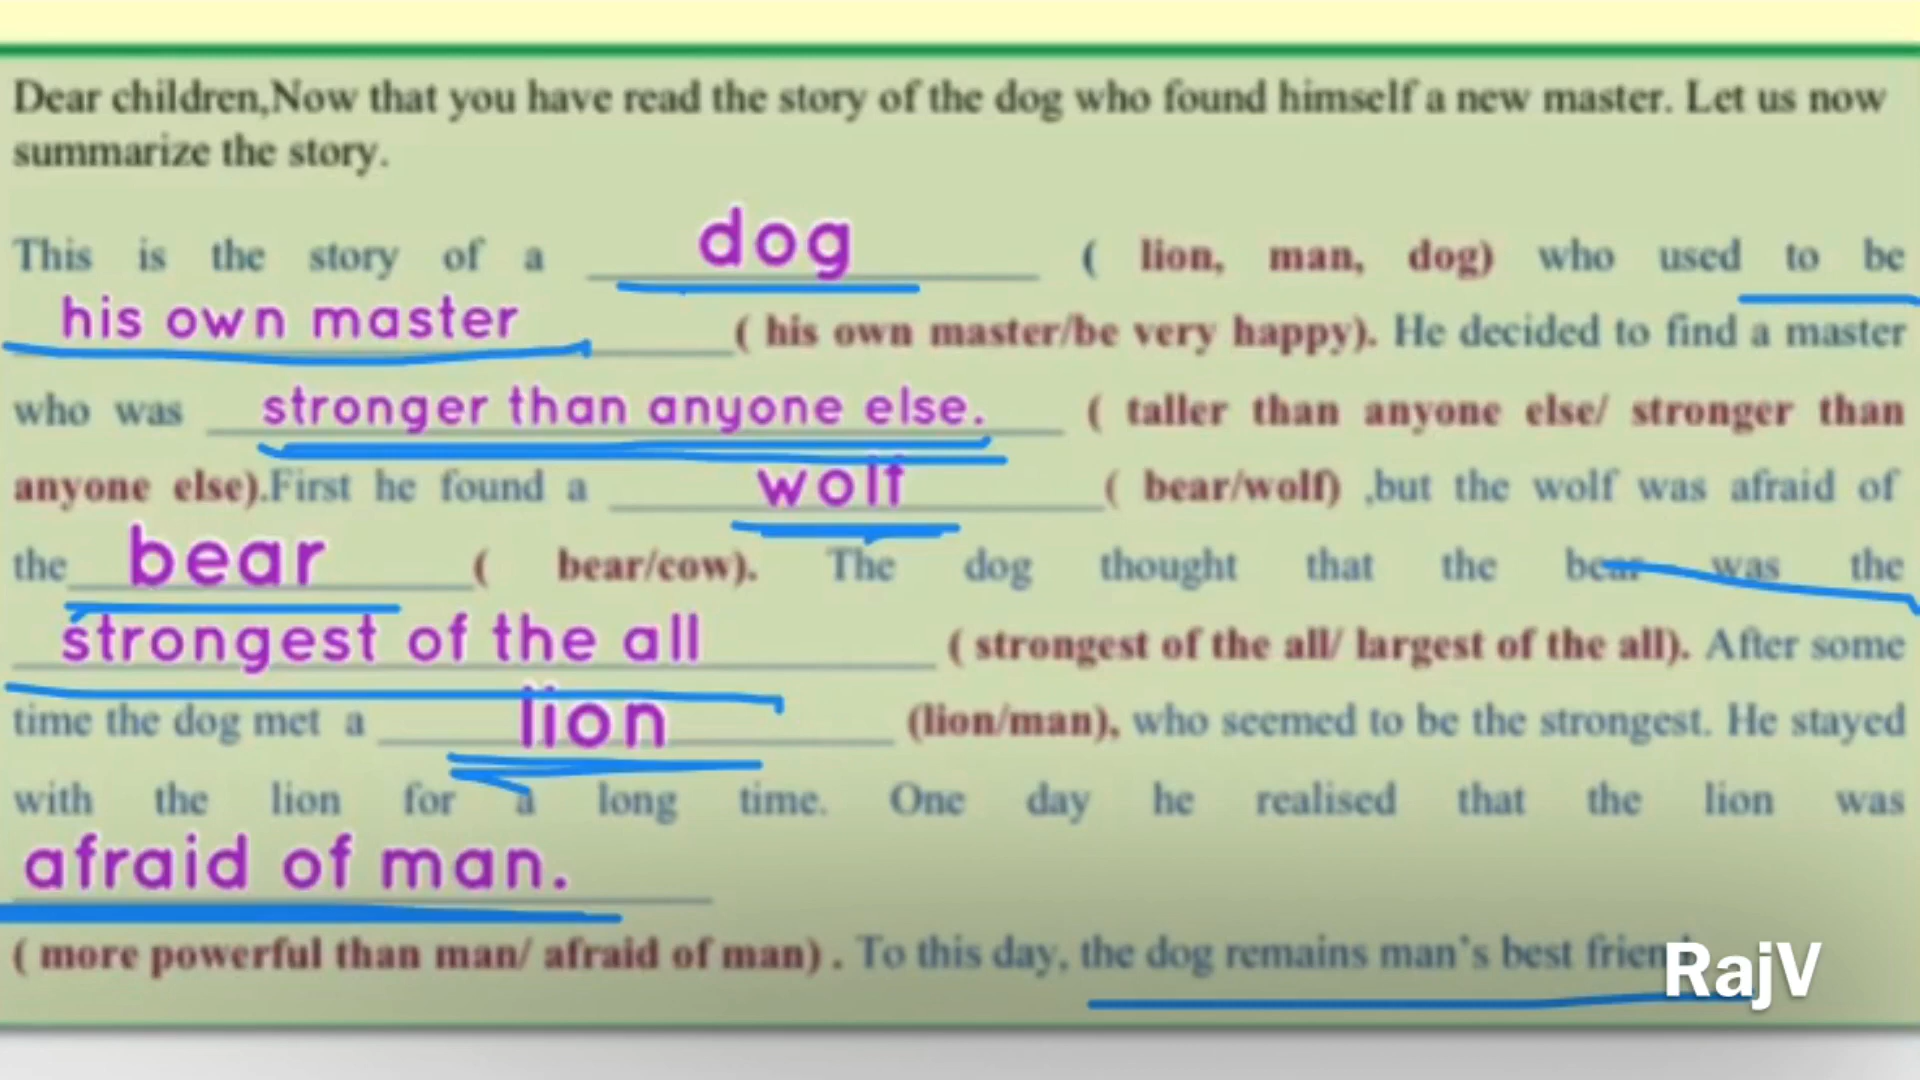 Dear children,Now that you have read the story of the dog who found himself a new master. Let us now
summarize the story.
This is the story of a dog ( lion, man, dog) who used to be
his own master ( his own master/be very happy). He decided to find a master
who was stronger than anyone else. ( taller than anyone else/ stronger than
anyone else).First he found a wolf ( bear/wolf) ,but the wolf was afraid of
the bear ( bear/cow). The dog thought that the bear was the
strongest of the all ( strongest of the all/ largest of the all). After some
time the dog met a lion (lion/man), who seemed to be the strongest. He stayed
with the lion for a long time. One day he realised that the lion was
afraid of man.
( more powerful than man/ afraid of man) . To this day, the dog remains man's best friend
RajV